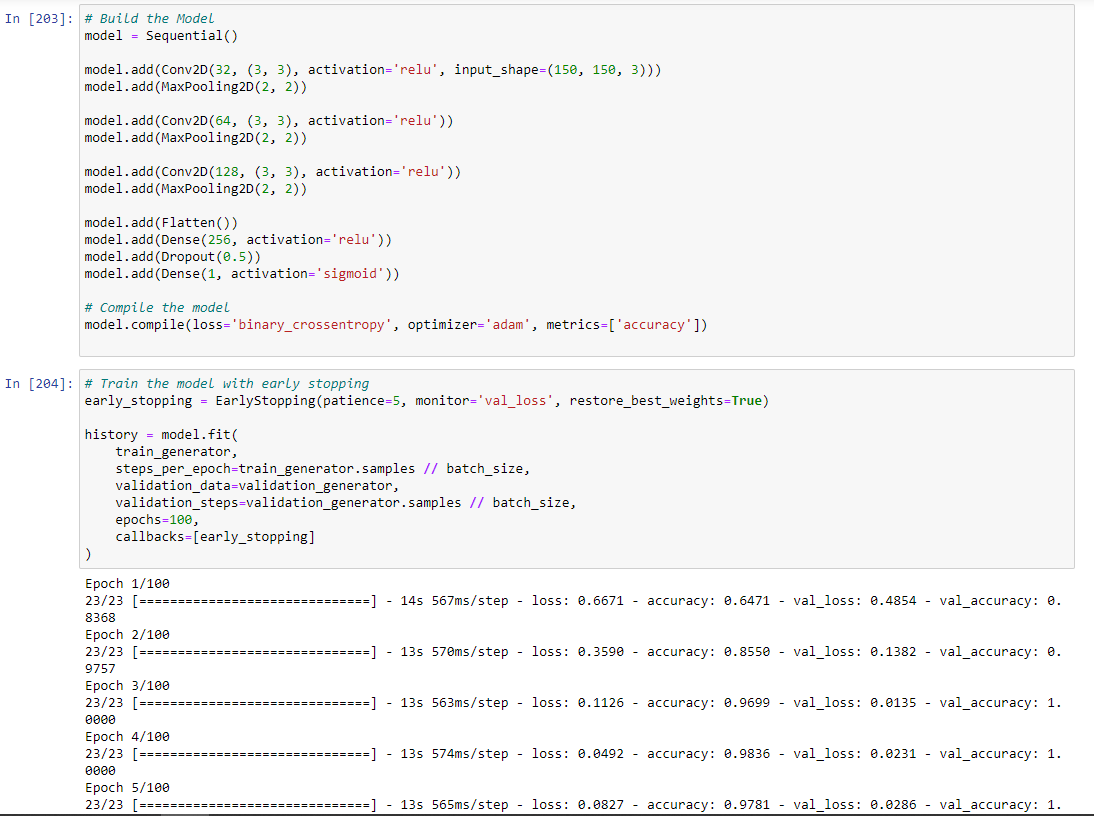 In [203]:
# Build the Model
model = Sequential()
model.add(Conv2D(32, (3, 3), activation='relu', input_shape=(150, 150, 3)))
model.add(MaxPooling2D(2, 2))
model.add(Conv2D(64, (3, 3), activation='relu'))
model.add(MaxPooling2D(2, 2))
model.add(Conv2D(128, (3, 3), activation='relu'))
model.add(MaxPooling2D(2, 2))
model.add(Flatten())
model.add(Dense(256, activation='relu'))
model.add(Dropout(0.5))
model.add(Dense(1, activation='sigmoid'))
# Compile the model
model.compile(loss='binary_crossentropy', optimizer='adam', metrics=['accuracy'])
In [204]:
# Train the model with early stopping
early_stopping = EarlyStopping(patience=5, monitor='val_loss', restore_best_weights=True)
history = model.fit(
    train_generator,
    steps_per_epoch=train_generator.samples // batch_size,
    validation_data=validation_generator,
    validation_steps=validation_generator.samples // batch_size,
    epochs=100,
    callbacks=[early_stopping]
)
Epoch 1/100
23/23 [==============================] - 14s 567ms/step - loss: 0.6671 - accuracy: 0.6471 - val_loss: 0.4854 - val_accuracy: 0.
8368
Epoch 2/100
23/23 [==============================] - 13s 570ms/step - loss: 0.3590 - accuracy: 0.8550 - val_loss: 0.1382 - val_accuracy: 0.
9757
Epoch 3/100
23/23 [==============================] - 13s 563ms/step - loss: 0.1126 - accuracy: 0.9699 - val_loss: 0.0135 - val_accuracy: 1.
0000
Epoch 4/100
23/23 [==============================] - 13s 574ms/step - loss: 0.0492 - accuracy: 0.9836 - val_loss: 0.0231 - val_accuracy: 1.
0000
Epoch 5/100
23/23 [==============================] - 13s 565ms/step - loss: 0.0827 - accuracy: 0.9781 - val_loss: 0.0286 - val_accuracy: 1.